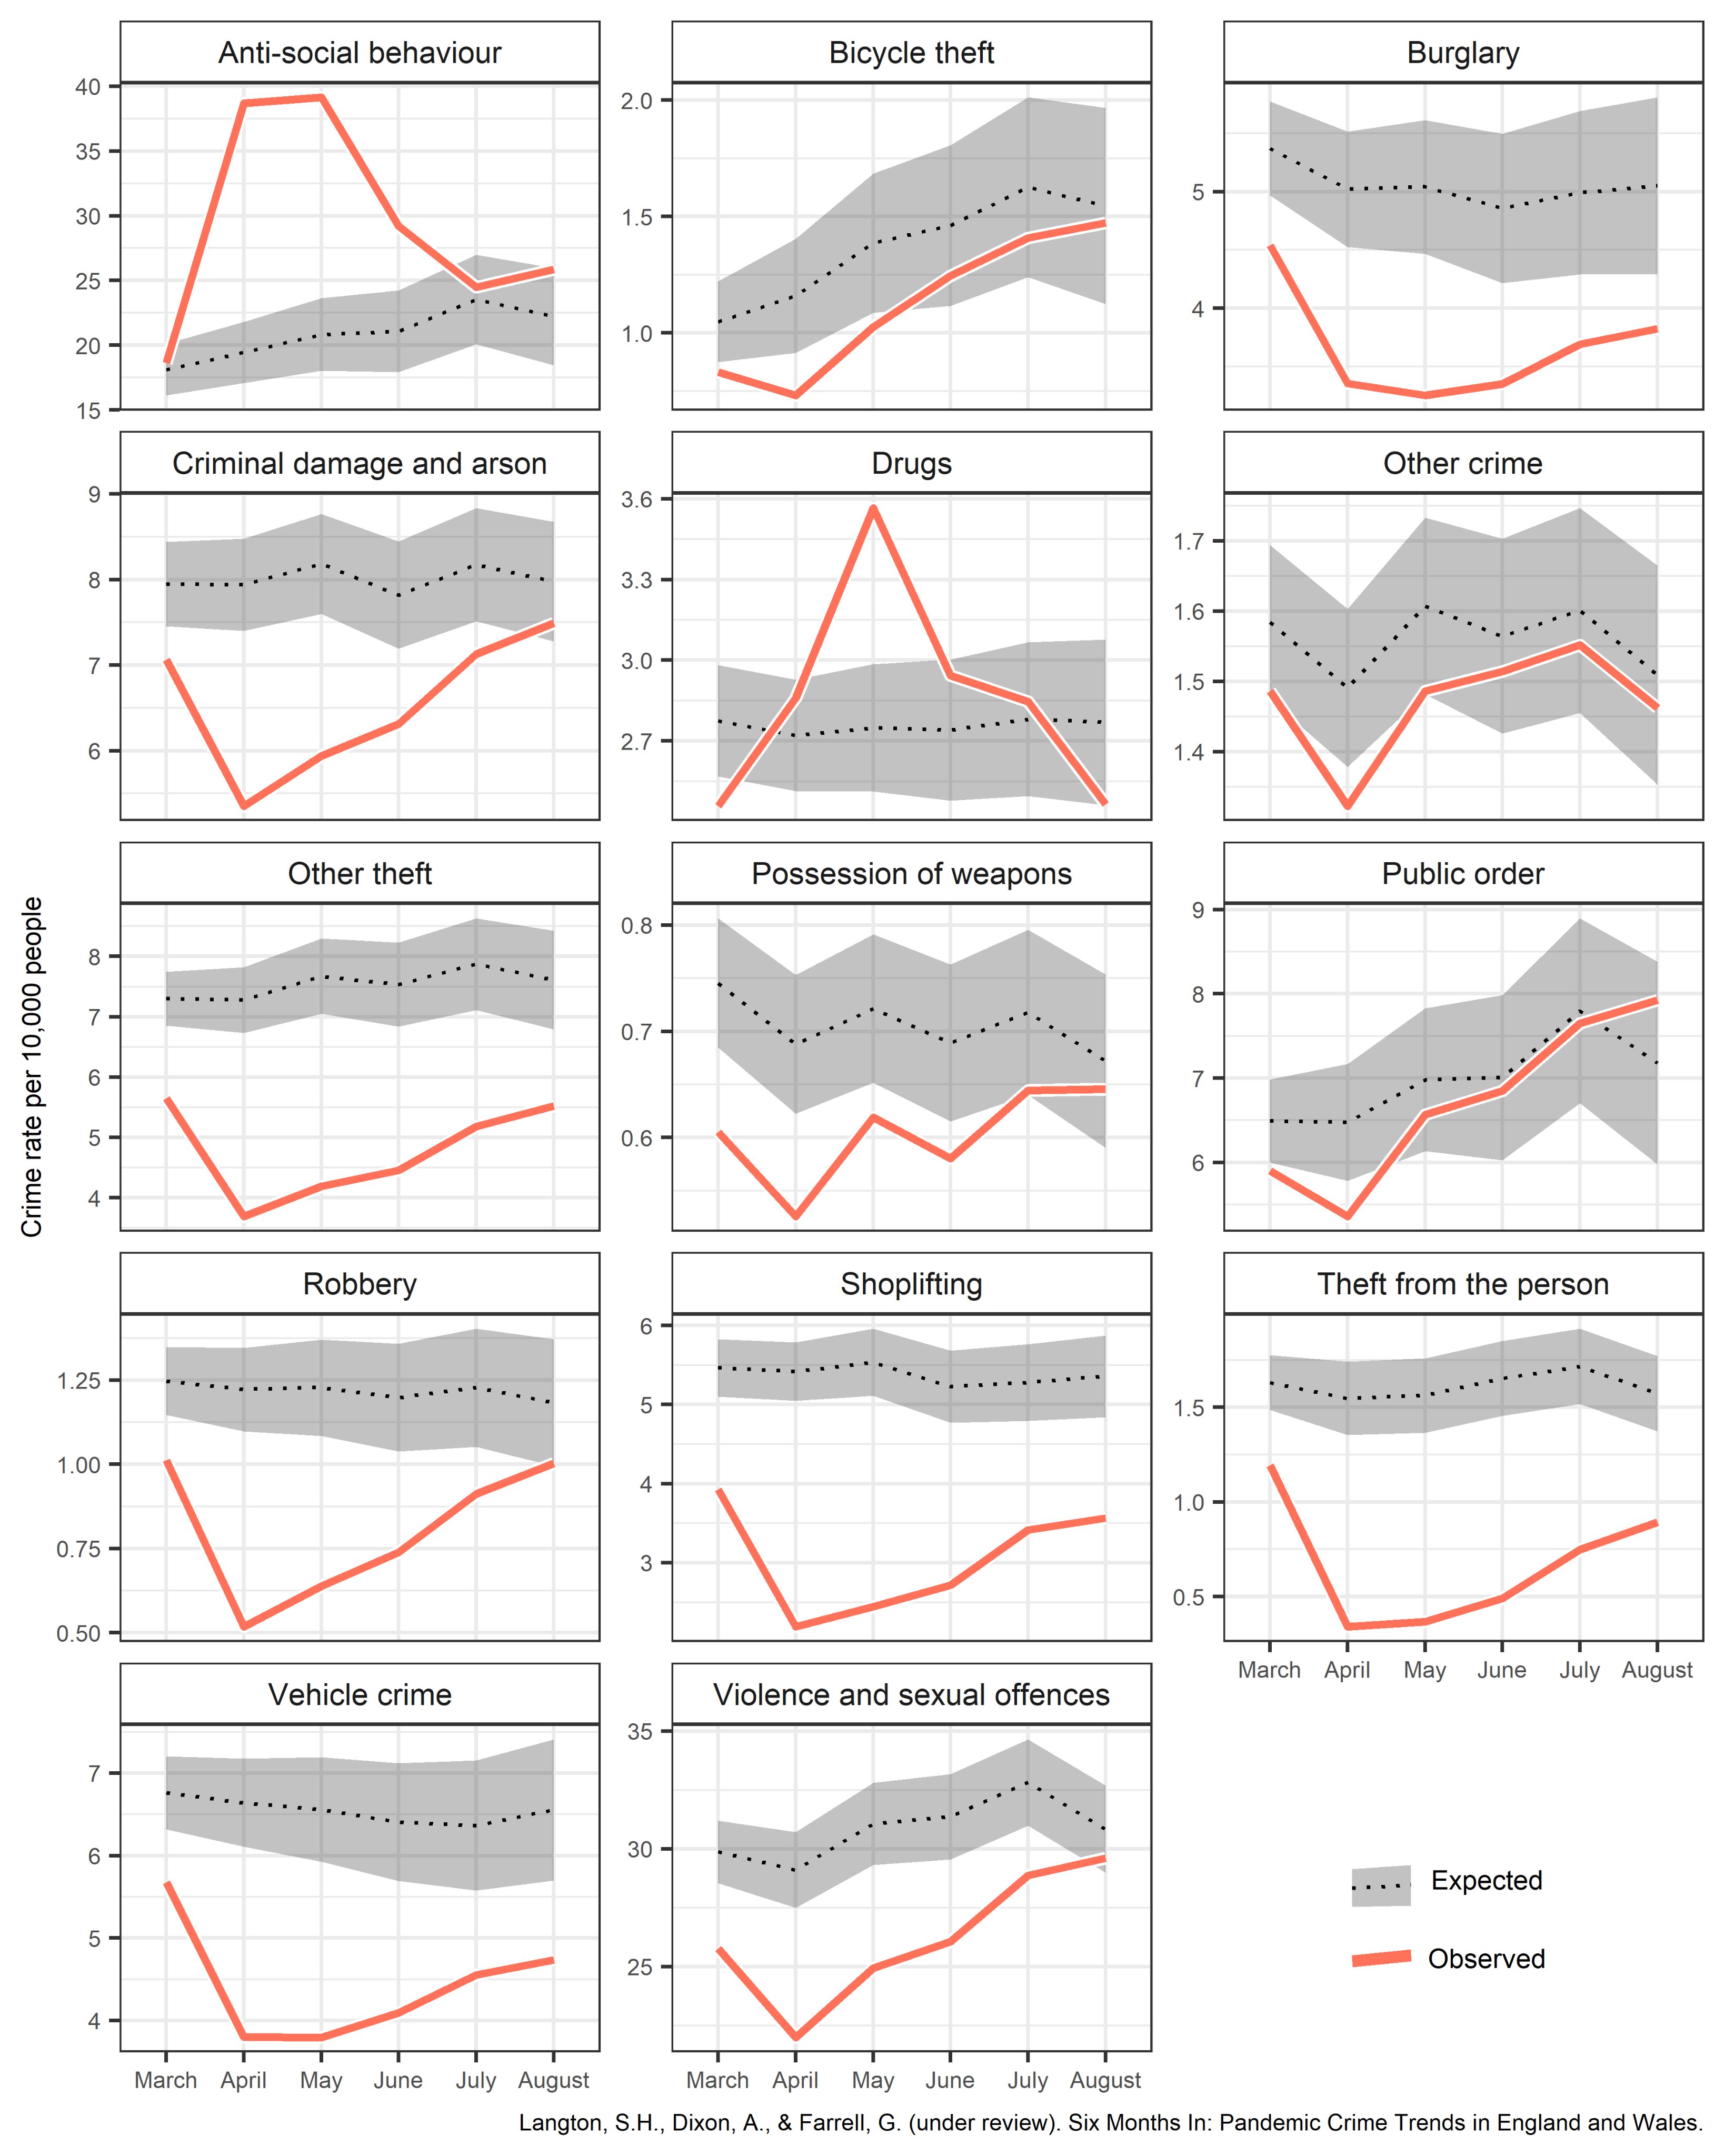 Anti-social behaviour
Bicycle theft
Burglary
40
35
30
25
20
15
2.0
1.5
1.0
5
4
Criminal damage and arson
Drugs
Other crime
9
8
7
6
3.6
3.3
3.0
2.7
1.7
1.6
1.5
1.4
Other theft
Possession of weapons
Public order
8
7
6
5
4
0.8
0.7
0.6
9
8
7
6
Crime rate per 10,000 people
Robbery
Shoplifting
Theft from the person
1.25
1.00
0.75
0.50
6
5
4
3
1.5
1.0
0.5
March April May June July August
Vehicle crime
Violence and sexual offences
7
6
5
4
35
30
25
Expected
Observed
March April May June July August
March April May June July August
Langton, S.H., Dixon, A., & Farrell, G. (under review). Six Months In: Pandemic Crime Trends in England and Wales.